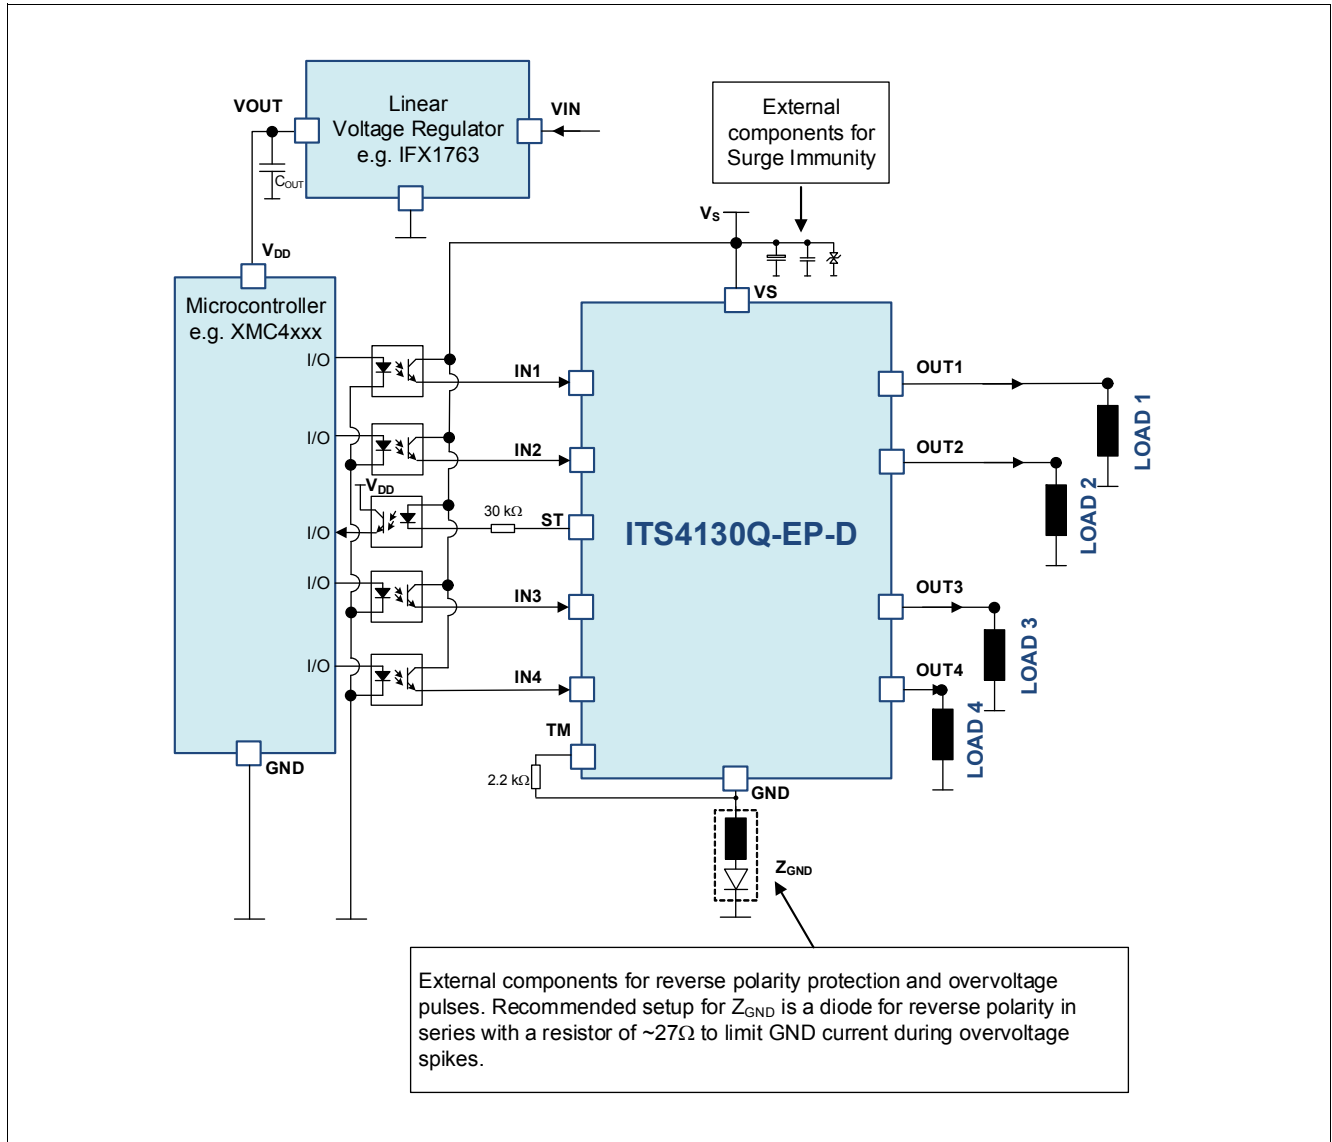 Linear
Voltage Regulator
e.g. IFX1763
VOUT
VIN
COUT
External
components for
Surge Immunity
VS
VDD
VS
Microcontroller
e.g. XMC4xxx
I/O
IN1
OUT1
LOAD 1
I/O
IN2
OUT2
LOAD 2
VDD
I/O
30 kΩ
ST
ITS4130Q-EP-D
I/O
IN3
OUT3
LOAD 3
I/O
IN4
OUT4
LOAD 4
TM
2.2 kΩ
GND
GND
ZGND
External components for reverse polarity protection and overvoltage
pulses. Recommended setup for ZGND is a diode for reverse polarity in
series with a resistor of ~27Ω to limit GND current during overvoltage
spikes.